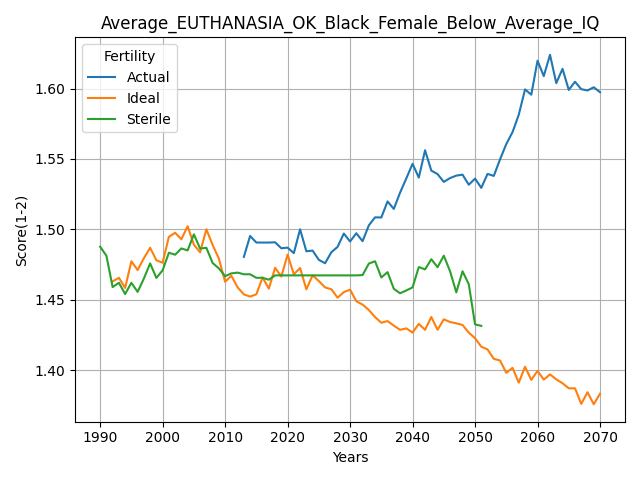 Average_EUTHANASIA_OK_Black_Female_Below_Average_IQ
Fertility
Actual
Ideal
Sterile
Score(1-2)
1.60
1.55
1.50
1.45
1.40
1990 2000 2010 2020 2030 2040 2050 2060 2070
Years